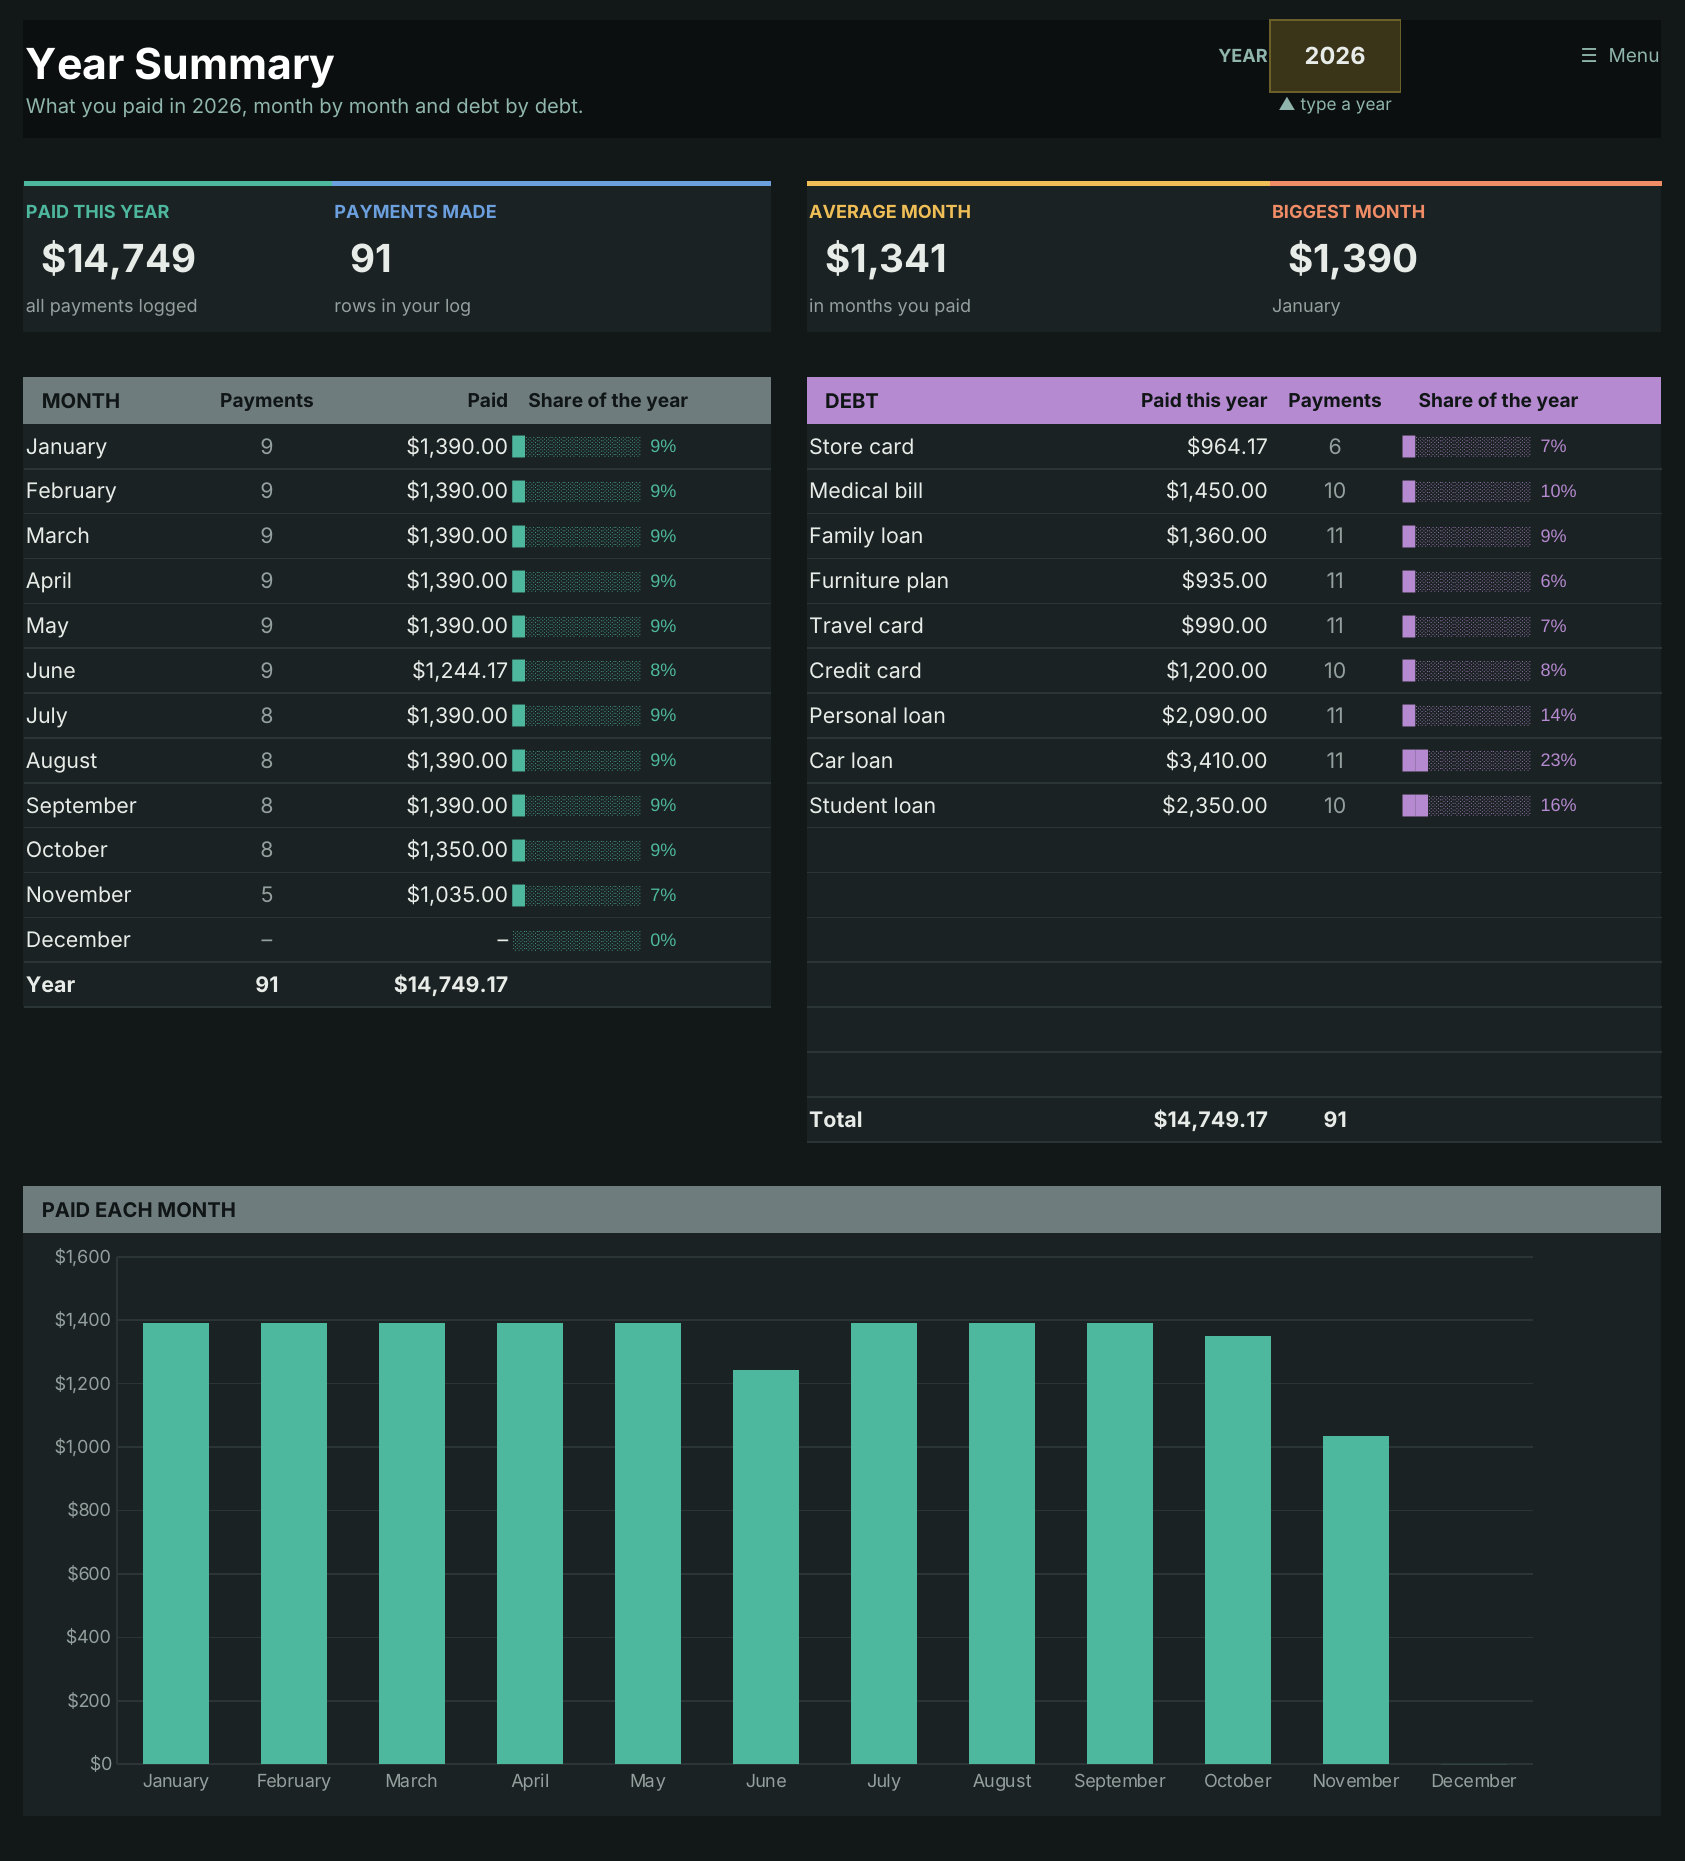 Year Summary
What you paid in 2026, month by month and debt by debt.
YEAR 2026
▲ type a year
☰ Menu
PAID THIS YEAR
$14,749
all payments logged
PAYMENTS MADE
91
rows in your log
AVERAGE MONTH
$1,341
in months you paid
BIGGEST MONTH
$1,390
January
MONTH Payments Paid Share of the year
January 9 $1,390.00 9%
February 9 $1,390.00 9%
March 9 $1,390.00 9%
April 9 $1,390.00 9%
May 9 $1,390.00 9%
June 9 $1,244.17 8%
July 8 $1,390.00 9%
August 8 $1,390.00 9%
September 8 $1,390.00 9%
October 8 $1,350.00 9%
November 5 $1,035.00 7%
December – – 0%
Year 91 $14,749.17
DEBT Paid this year Payments Share of the year
Store card $964.17 6 7%
Medical bill $1,450.00 10 10%
Family loan $1,360.00 11 9%
Furniture plan $935.00 11 6%
Travel card $990.00 11 7%
Credit card $1,200.00 10 8%
Personal loan $2,090.00 11 14%
Car loan $3,410.00 11 23%
Student loan $2,350.00 10 16%
Total $14,749.17 91
PAID EACH MONTH
$1,600
$1,400
$1,200
$1,000
$800
$600
$400
$200
$0
January February March April May June July August September October November December